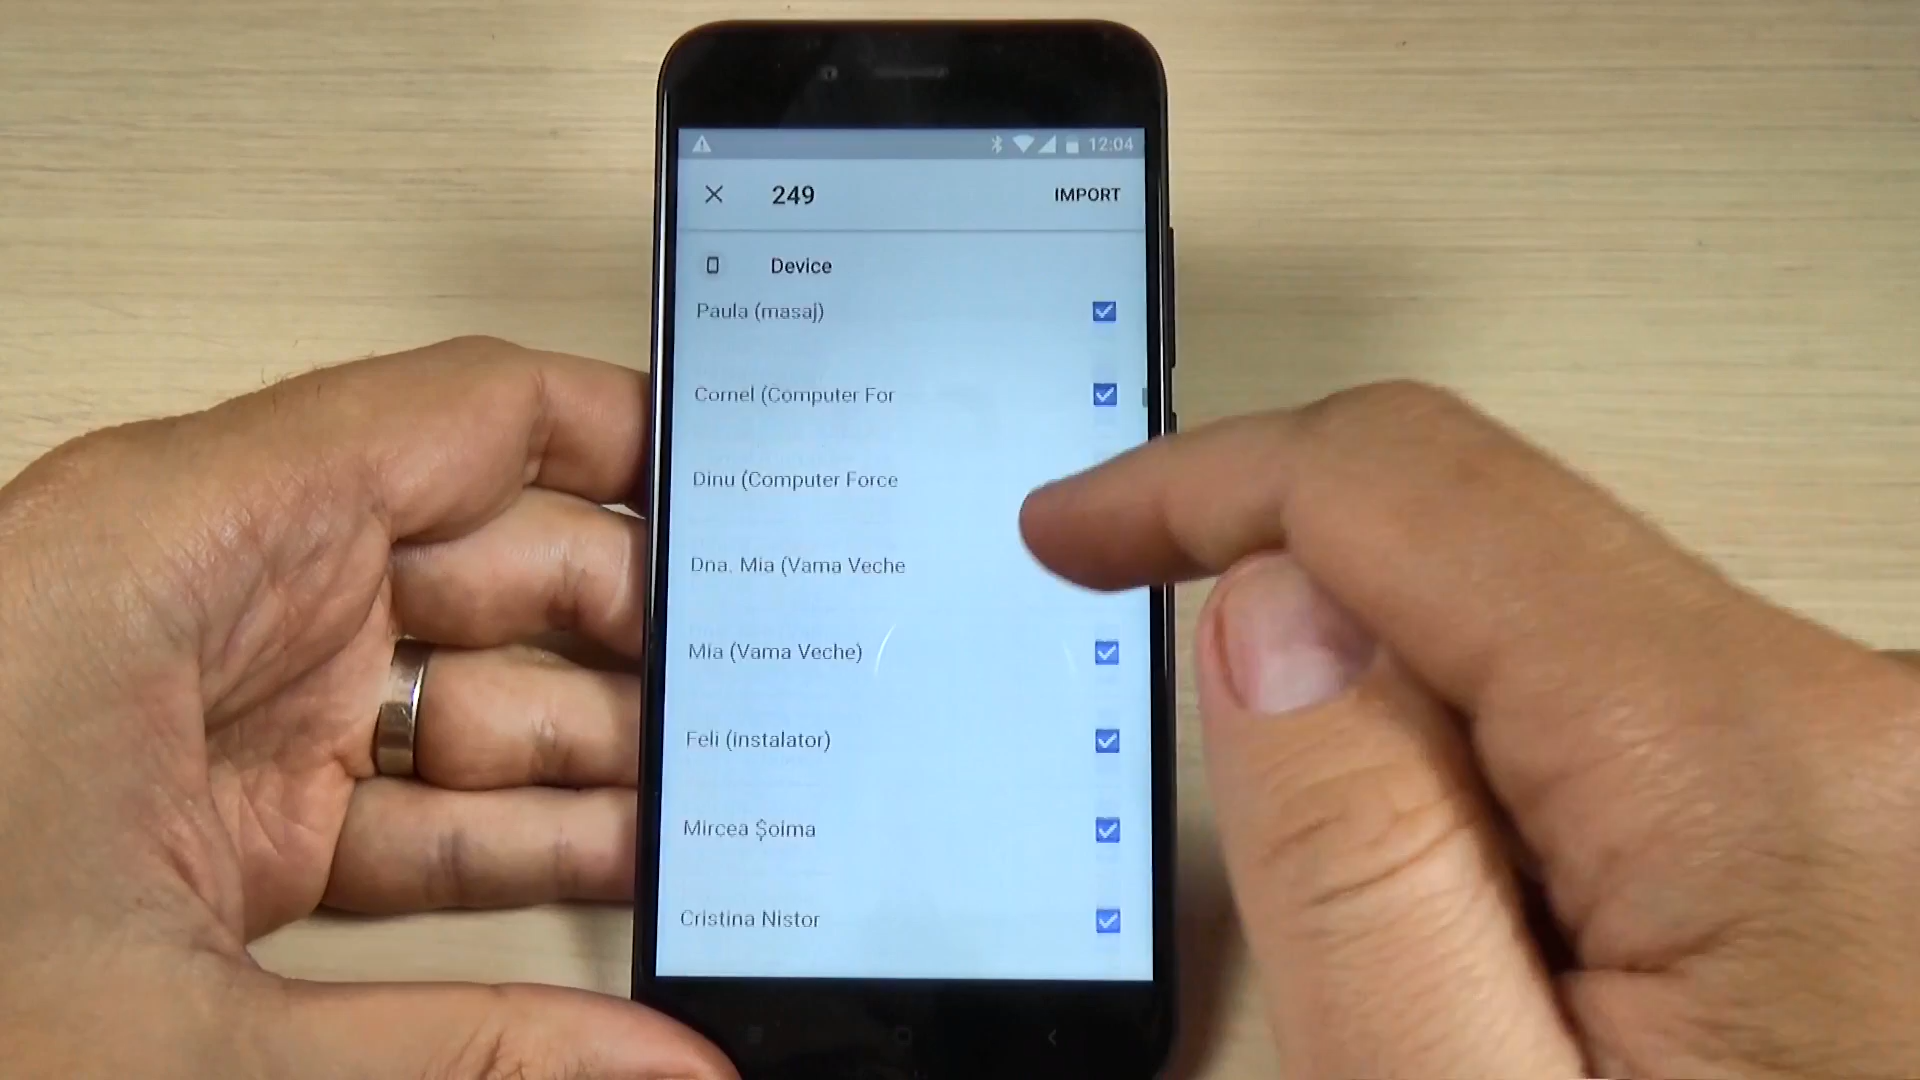 12:04
249
IMPORT
Device
Paula (masaj)
Cornel (Computer For
Dinu (Computer Force
Dna. Mia (Vama Veche
Mia (Vama Veche)
Feli (instalator)
Mircea Șoima
Cristina Nistor